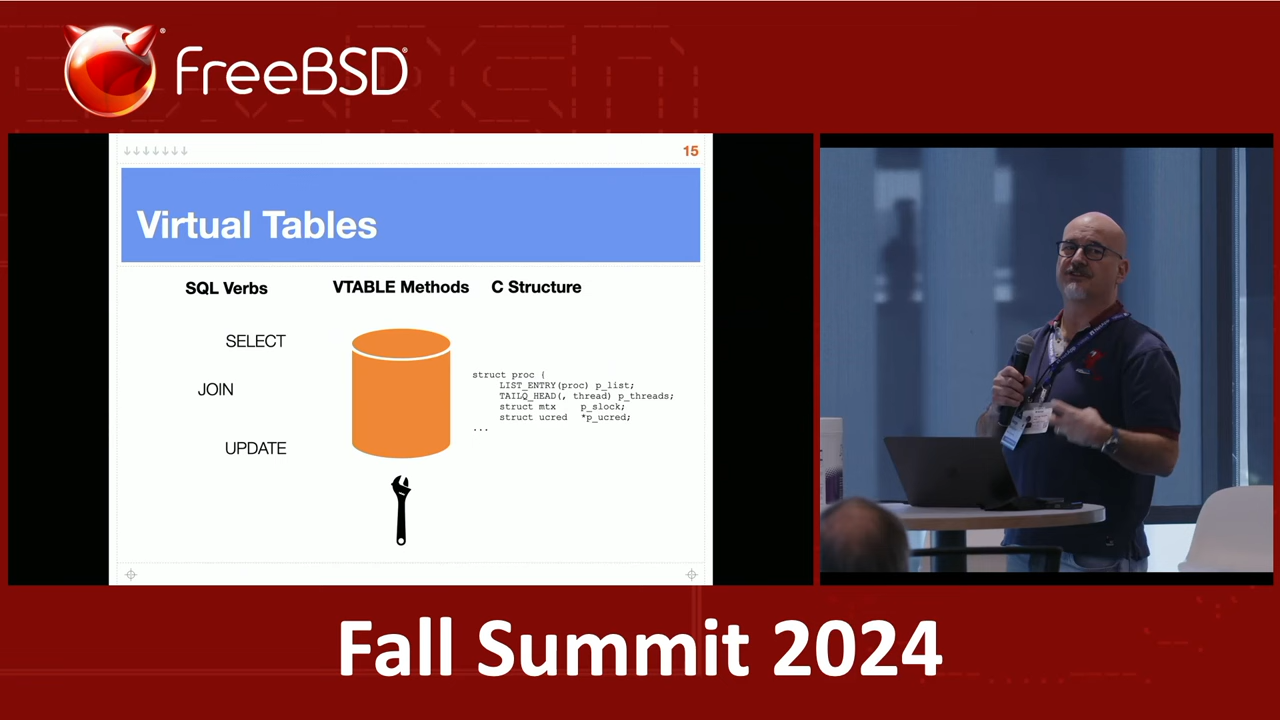 FreeBSD®
15
Virtual Tables
SQL Verbs VTABLE Methods C Structure
SELECT
JOIN
UPDATE
struct proc {
LIST_ENTRY(proc) p_list;
TAILQ_HEAD(, thread) p_threads;
struct mtx p_slock;
struct ucred *p_ucred;
...
Fall Summit 2024